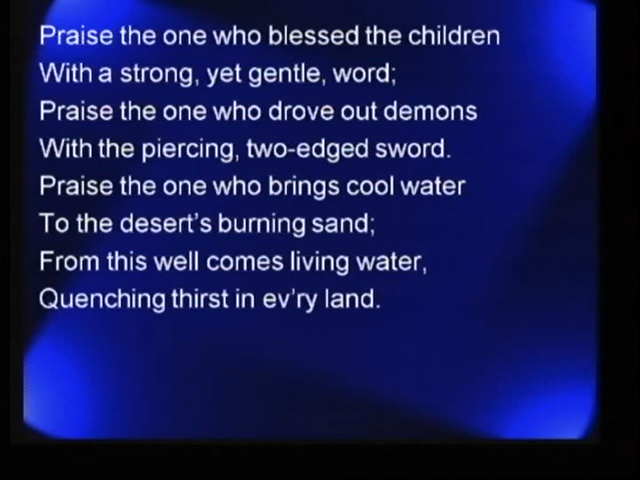 Praise the one who blessed the children
With a strong, yet gentle, word;
Praise the one who drove out demons
With the piercing, two-edged sword.
Praise the one who brings cool water
To the desert's burning sand;
From this well comes living water,
Quenching thirst in ev'ry land.